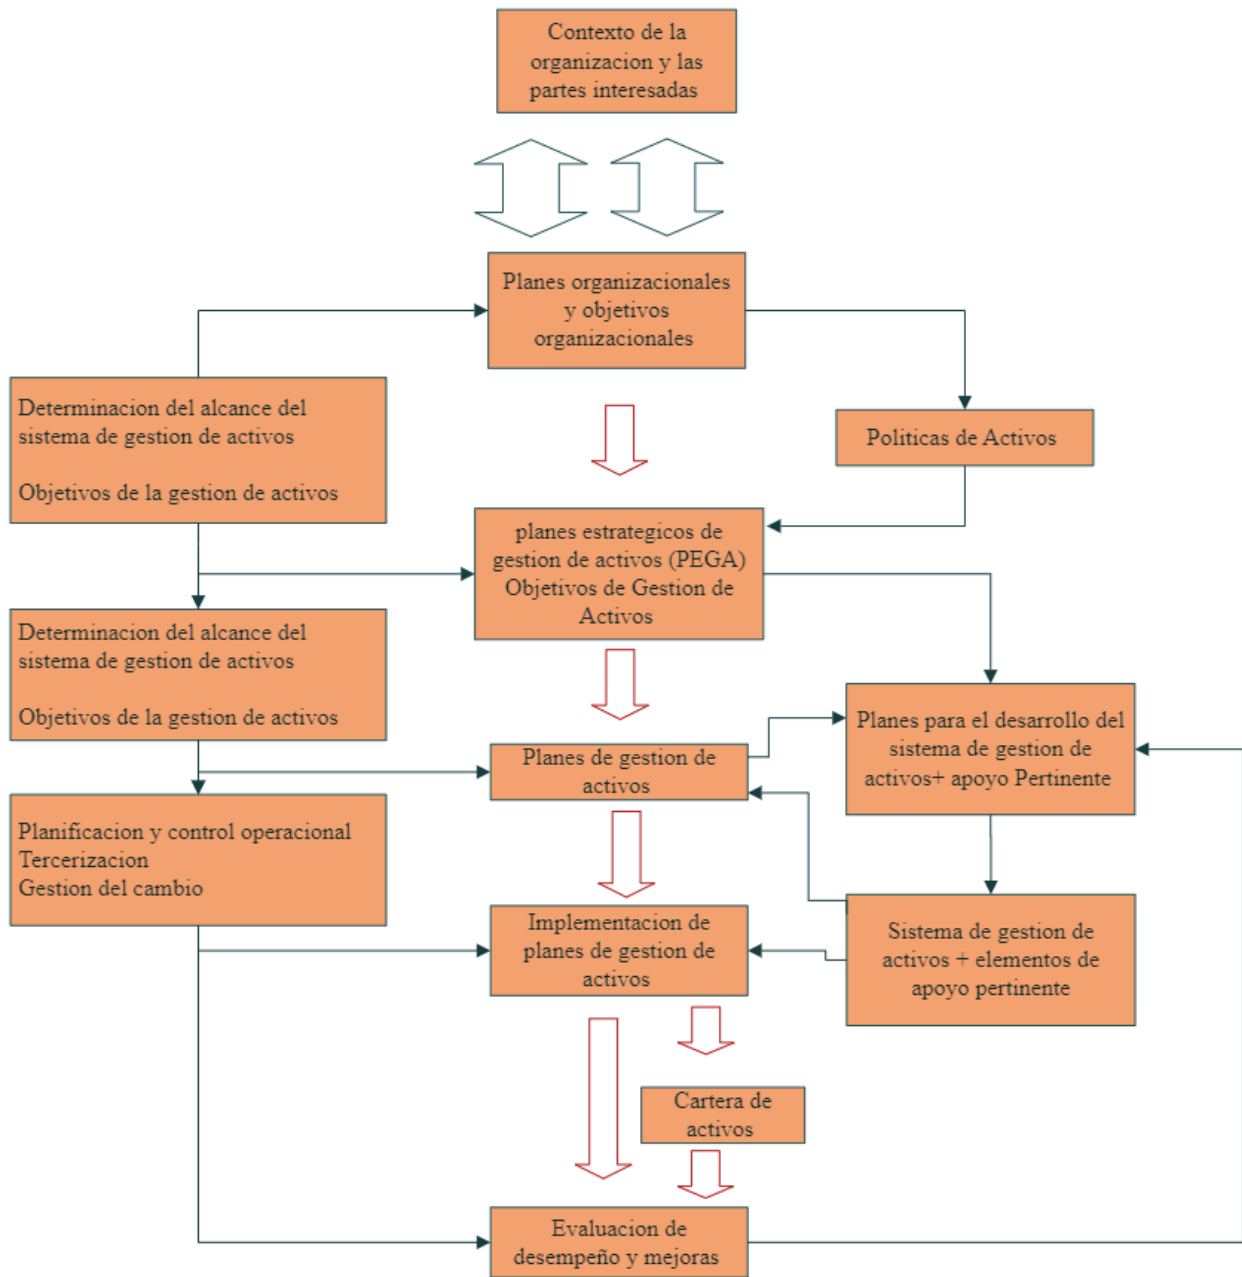 Contexto de la
organizacion y las
partes interesadas
Planes organizacionales
y objetivos
organizacionales
Determinacion del alcance del
sistema de gestion de activos
Objetivos de la gestion de activos
Politicas de Activos
planes estrategicos de
gestion de activos (PEGA)
Objetivos de Gestion de
Activos
Determinacion del alcance del
sistema de gestion de activos
Objetivos de la gestion de activos
Planes para el desarrollo del
sistema de gestion de
activos+ apoyo Pertinente
Planes de gestion de
activos
Planificacion y control operacional
Tercerizacion
Gestion del cambio
Implementacion de
planes de gestion de
activos
Sistema de gestion de
activos + elementos de
apoyo pertinente
Cartera de
activos
Evaluacion de
desempeño y mejoras